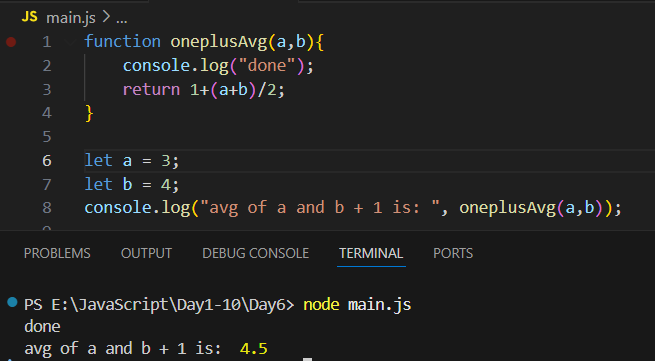 JS main.js > ...
1 function oneplusAvg(a,b){
2 console.log("done");
3 return 1+(a+b)/2;
4 }
5
6 let a = 3;
7 let b = 4;
8 console.log("avg of a and b + 1 is: ", oneplusAvg(a,b));
PROBLEMS OUTPUT DEBUG CONSOLE TERMINAL PORTS
PS E:\JavaScript\Day1-10\Day6> node main.js
done
avg of a and b + 1 is:  4.5